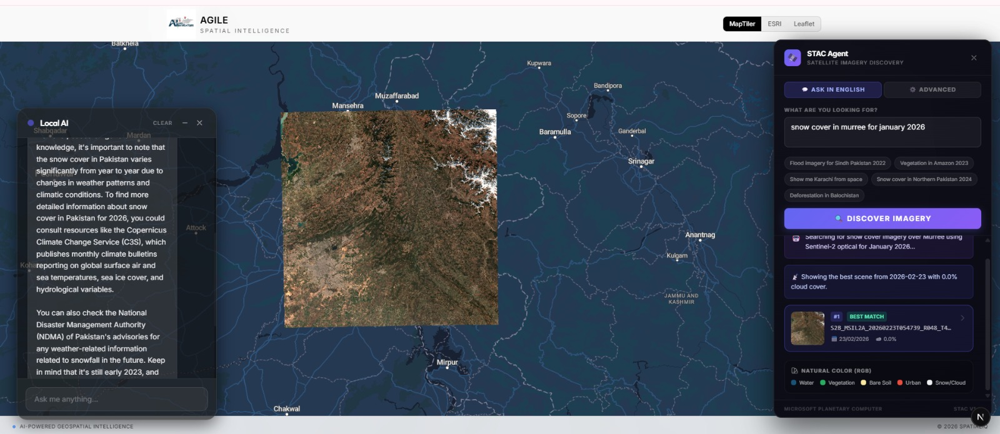 AGILE
SPATIAL INTELLIGENCE
MapTiler
ESRI
Leaflet
Batkhela
Kupwara
Bandipora
Muzaffarabad
Mansehra
Sopore
Baramulla
Ganderbal
Srinagar
Anantnag
Kulgam
JAMMU AND
KASHMIR
Mirpur
Chakwal
Attock
Shabqadar
Mardan
Local AI
CLEAR
knowledge, it's important to note that
the snow cover in Pakistan varies
significantly from year to year due to
changes in weather patterns and
climatic conditions. To find more
detailed information about snow
cover in Pakistan for 2026, you could
consult resources like the Copernicus
Climate Change Service (C3S), which
publishes monthly climate bulletins
reporting on global surface air and
sea temperatures, sea ice cover, and
hydrological variables.
You can also check the National
Disaster Management Authority
(NDMA) of Pakistan's advisories for
any weather-related information
related to snowfall in the future. Keep
in mind that it's still early 2023, and
Ask me anything...
STAC Agent
SATELLITE IMAGERY DISCOVERY
ASK IN ENGLISH
ADVANCED
WHAT ARE YOU LOOKING FOR?
snow cover in murree for january 2026
Flood imagery for Sindh Pakistan 2022
Vegetation in Amazon 2023
Show me Karachi from space
Snow cover in Northern Pakistan 2024
Deforestation in Balochistan
DISCOVER IMAGERY
Searching for snow cover imagery over Murree using
Sentinel-2 optical for January 2026...
Showing the best scene from 2026-02-23 with 0.0%
cloud cover.
#1 BEST MATCH
S2B_MSIL2A_20260223T054739_R048_T4…
23/02/2026 0.0%
NATURAL COLOR (RGB)
Water
Vegetation
Bare Soil
Urban
Snow/Cloud
MICROSOFT PLANETARY COMPUTER
STAC
N
AI-POWERED GEOSPATIAL INTELLIGENCE
© 2026